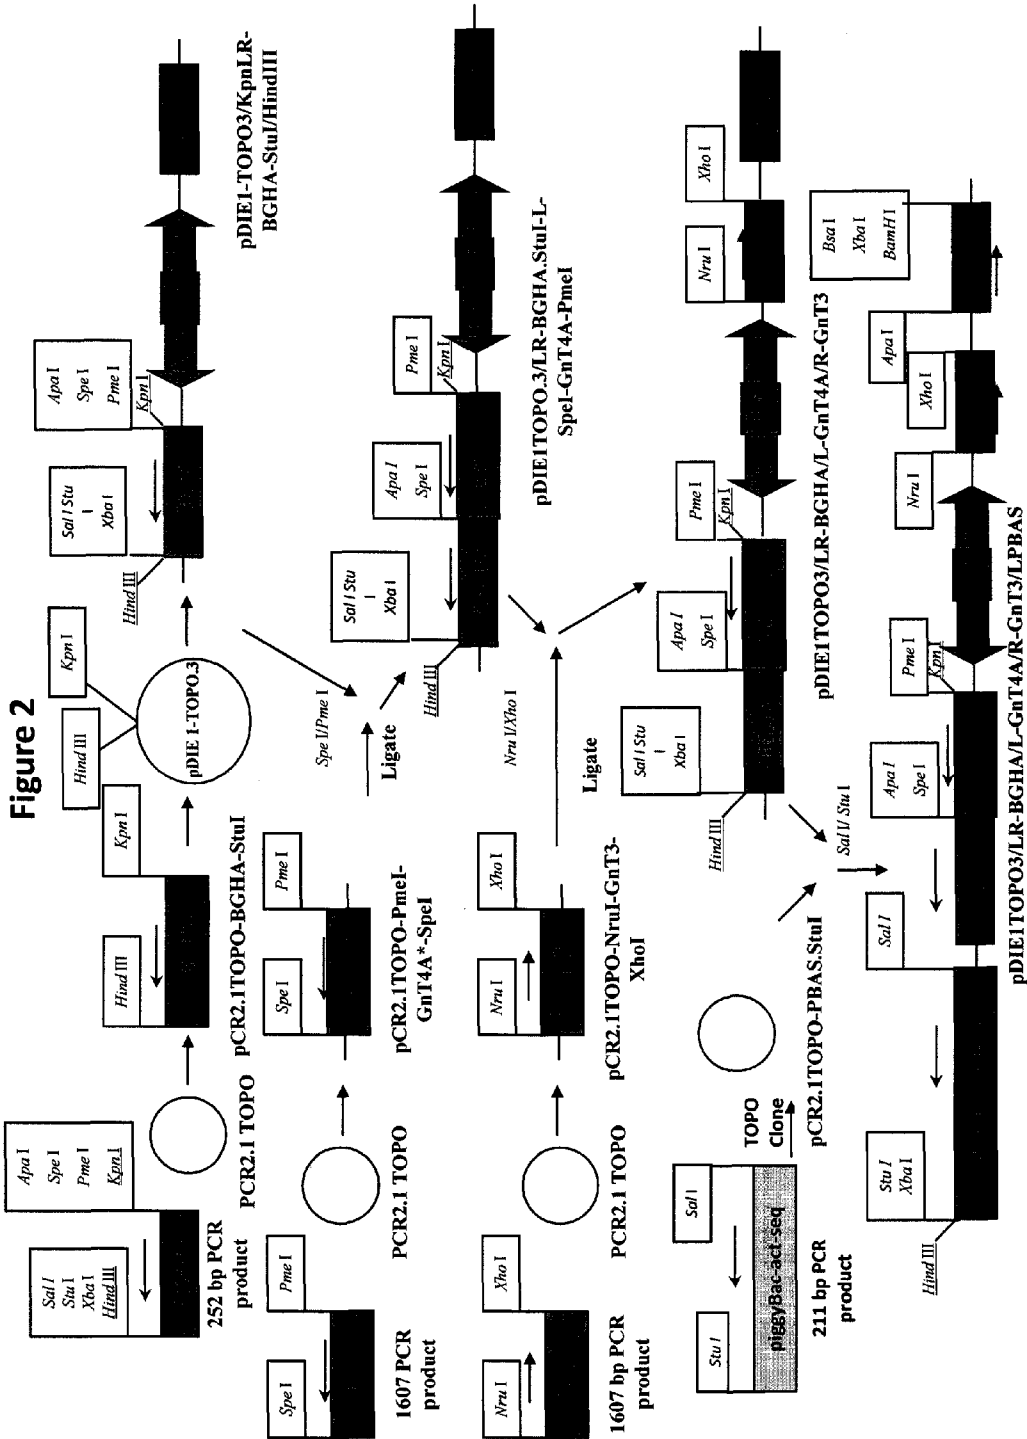 Figure 2
Sal I
Stu I
Xba I
Hind III
Apa I
Spe I
Pme I
Kpn I
252 bp PCR
product
PCR2.1 TOPO
Hind III
Kpn I
pCR2.1TOPO-BGHA-StuI
Hind III
Kpn I
pDIE 1-TOPO.3
Hind III
Sal I Stu
I
Xba I
Apa I
Spe I
Pme I
Kpn I
pDIE1-TOPO3/KpnLR-
BGHA-StuI/HindIII
Spe I
Pme I
1607 PCR
product
PCR2.1 TOPO
Spe I
Pme I
pCR2.1TOPO-PmeI-
GnT4A*-SpeI
Spe I/Pme I
Ligate
Hind III
Sal I Stu
I
Xba I
Apa I
Spe I
Pme I
Kpn I
pDIE1TOPO.3/LR-BGHA.StuI-L-
SpeI-GnT4A-PmeI
Nru I
Xho I
1607 bp PCR
product
PCR2.1 TOPO
Nru I
Xho I
pCR2.1TOPO-NruI-GnT3-
XhoI
Nru I/Xho I
Ligate
Hind III
Sal I Stu
I
Xba I
Apa I
Spe I
Pme I
Kpn I
Nru I
Xho I
pDIE1TOPO3/LR-BGHA/L-GnT4A/R-GnT3
Stu I
Sal I
piggyBac-act-seq
211 bp PCR
product
TOPO
Clone
pCR2.1TOPO-PBAS.StuI
Sal I/ Stu I
Hind III
Stu I
Xba I
Sal I
Apa I
Spe I
Pme I
Kpn I
Nru I
Xho I
Apa I
Bsa I
Xba I
BamH I
pDIE1TOPO3/LR-BGHA/L-GnT4A/R-GnT3/LPBAS